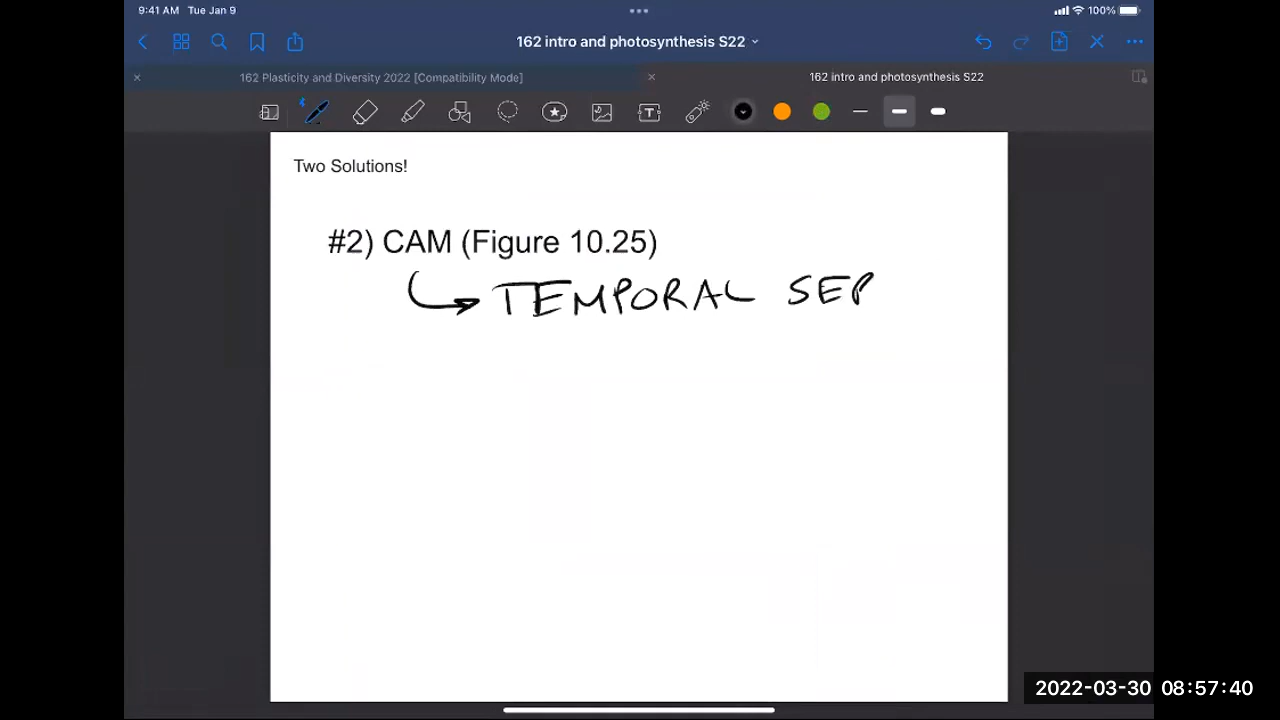 9:41 AM Tue Jan 9
100%
162 intro and photosynthesis S22
162 Plasticity and Diversity 2022 [Compatibility Mode]
162 intro and photosynthesis S22
Two Solutions!
#2) CAM (Figure 10.25)
TEMPORAL SEP
2022-03-30 08:57:40